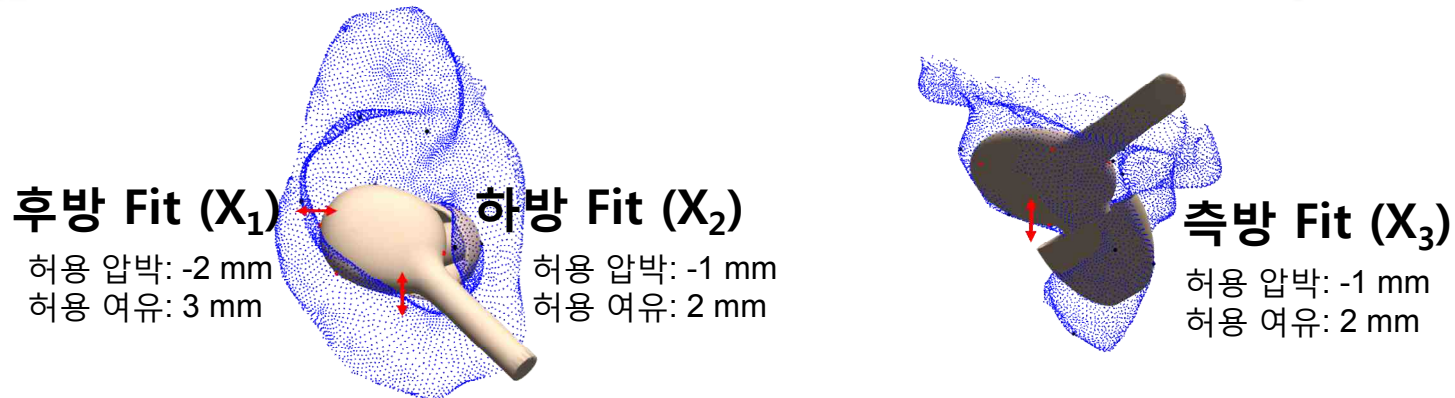 후방 Fit (X₁)
허용 압박: -2 mm
허용 여유: 3 mm
하방 Fit (X₂)
허용 압박: -1 mm
허용 여유: 2 mm
측방 Fit (X₃)
허용 압박: -1 mm
허용 여유: 2 mm